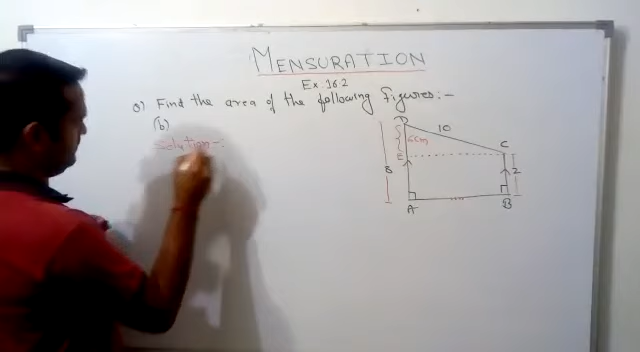 MENSURATION
Ex. 16.2
Q) Find the area of the following figures:-
(b)
Solution-:
D
10
6cm
C
E
8
2
A
B